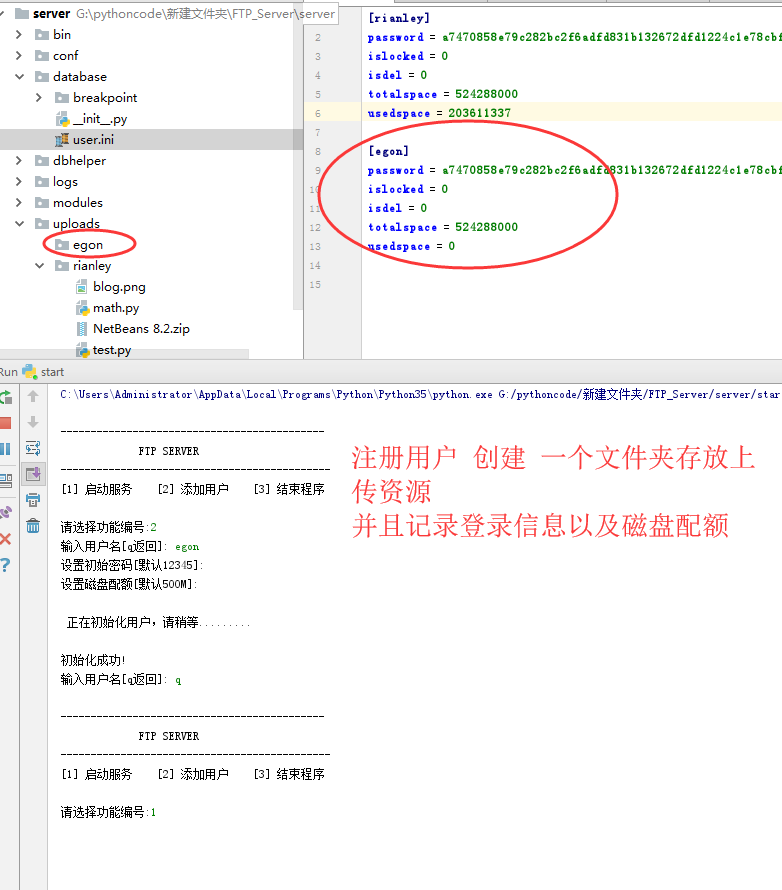 server G:\pythoncode\新建文件夹\FTP_Server\server
bin
conf
database
breakpoint
__init__.py
user.ini
dbhelper
logs
modules
uploads
egon
rianley
blog.png
math.py
NetBeans 8.2.zip
test.py
[rianley]
2 password = a7470858e79c282bc2f6adfd831b132672dfd1224c1e78cbf
3 islocked = 0
4 isdel = 0
5 totalspace = 524288000
6 usedspace = 203611337
7
8 [egon]
9 password = a7470858e79c282bc2f6adfd831b132672dfd1224c1e78cbf
10 islocked = 0
11 isdel = 0
12 totalspace = 524288000
13 usedspace = 0
14
15
Run start
C:\Users\Administrator\AppData\Local\Programs\Python\Python35\python.exe G:/pythoncode/新建文件夹/FTP_Server/server/star
-------------------------------------------
FTP SERVER
--------------------------------------------
[1] 启动服务 [2] 添加用户 [3] 结束程序
请选择功能编号:2
输入用户名[q返回]: egon
设置初始密码[默认12345]:
设置磁盘配额[默认500M]:
正在初始化用户，请稍等.........
初始化成功!
输入用户名[q返回]: q
-------------------------------------------
FTP SERVER
--------------------------------------------
[1] 启动服务 [2] 添加用户 [3] 结束程序
请选择功能编号:1
注册用户 创建 一个文件夹存放上
传资源
并且记录登录信息以及磁盘配额